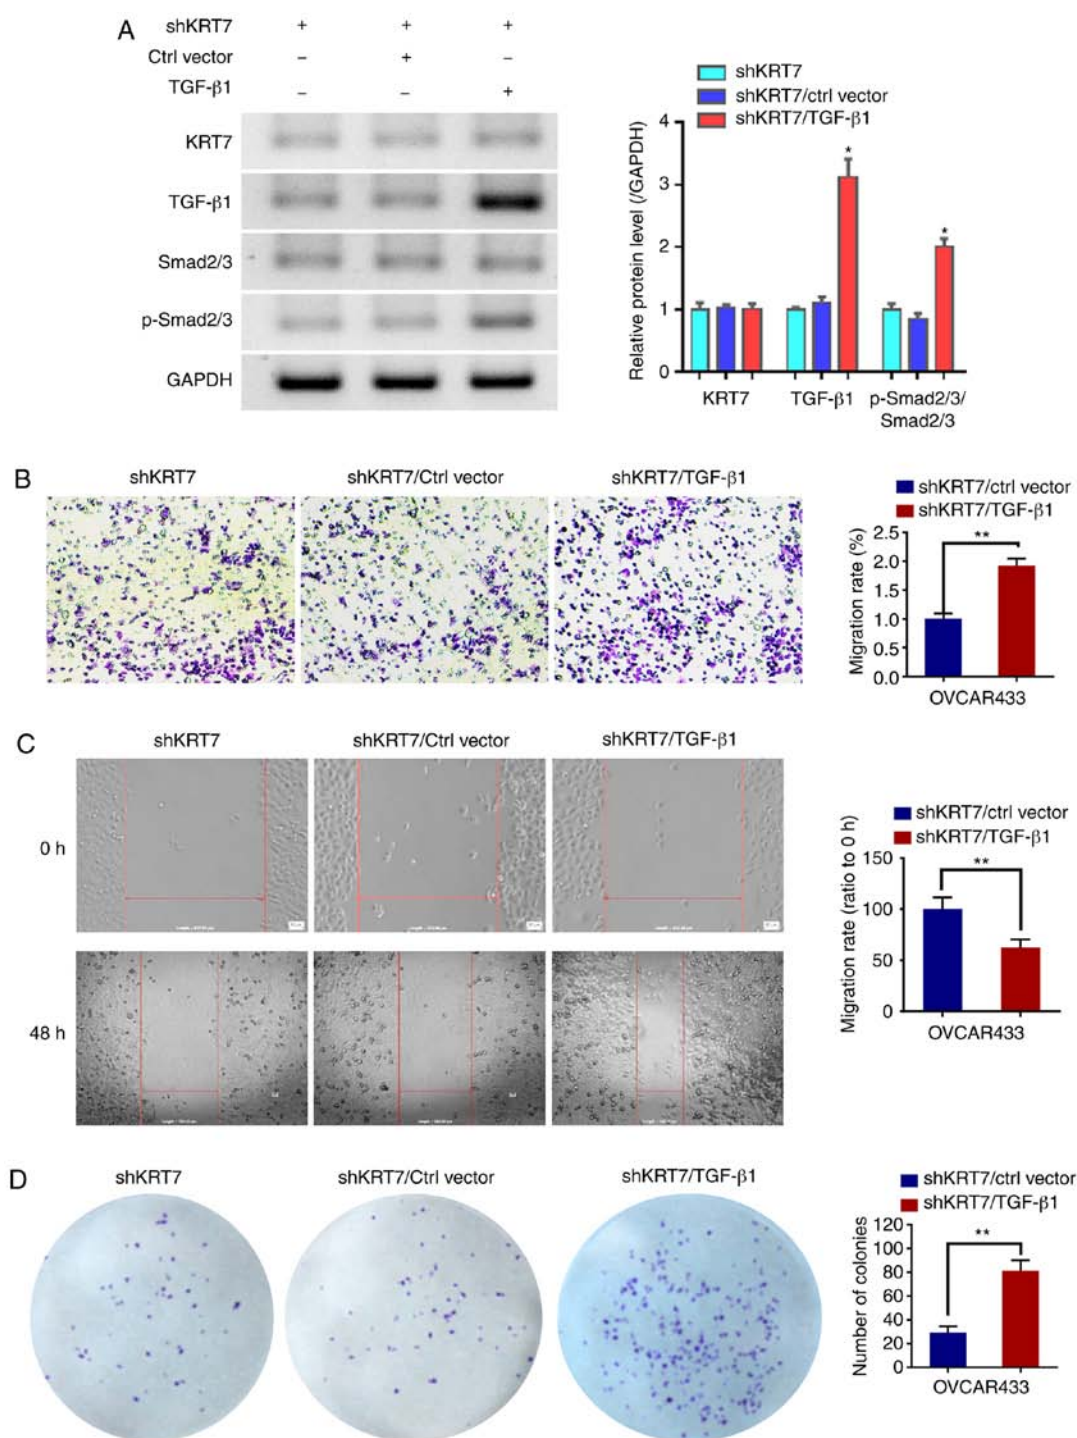 A
shKRT7 + + +
Ctrl vector – + –
TGF-β1 – – +
KRT7
TGF-β1
Smad2/3
p-Smad2/3
GAPDH
shKRT7
shKRT7/ctrl vector
shKRT7/TGF-β1
Relative protein level (/GAPDH)
5
4
3
2
1
0
*
*
KRT7 TGF-β1 p-Smad2/3/
Smad2/3
B
shKRT7 shKRT7/Ctrl vector shKRT7/TGF-β1
shKRT7/ctrl vector
shKRT7/TGF-β1
Migration rate (%)
2.5
2.0
1.5
1.0
0.5
0.0
**
OVCAR433
C
shKRT7 shKRT7/Ctrl vector shKRT7/TGF-β1
0 h
48 h
shKRT7/ctrl vector
shKRT7/TGF-β1
Migration rate (ratio to 0 h)
150
100
50
0
**
OVCAR433
D
shKRT7 shKRT7/Ctrl vector shKRT7/TGF-β1
shKRT7/ctrl vector
shKRT7/TGF-β1
Number of colonies
120
100
80
60
40
20
0
**
OVCAR433